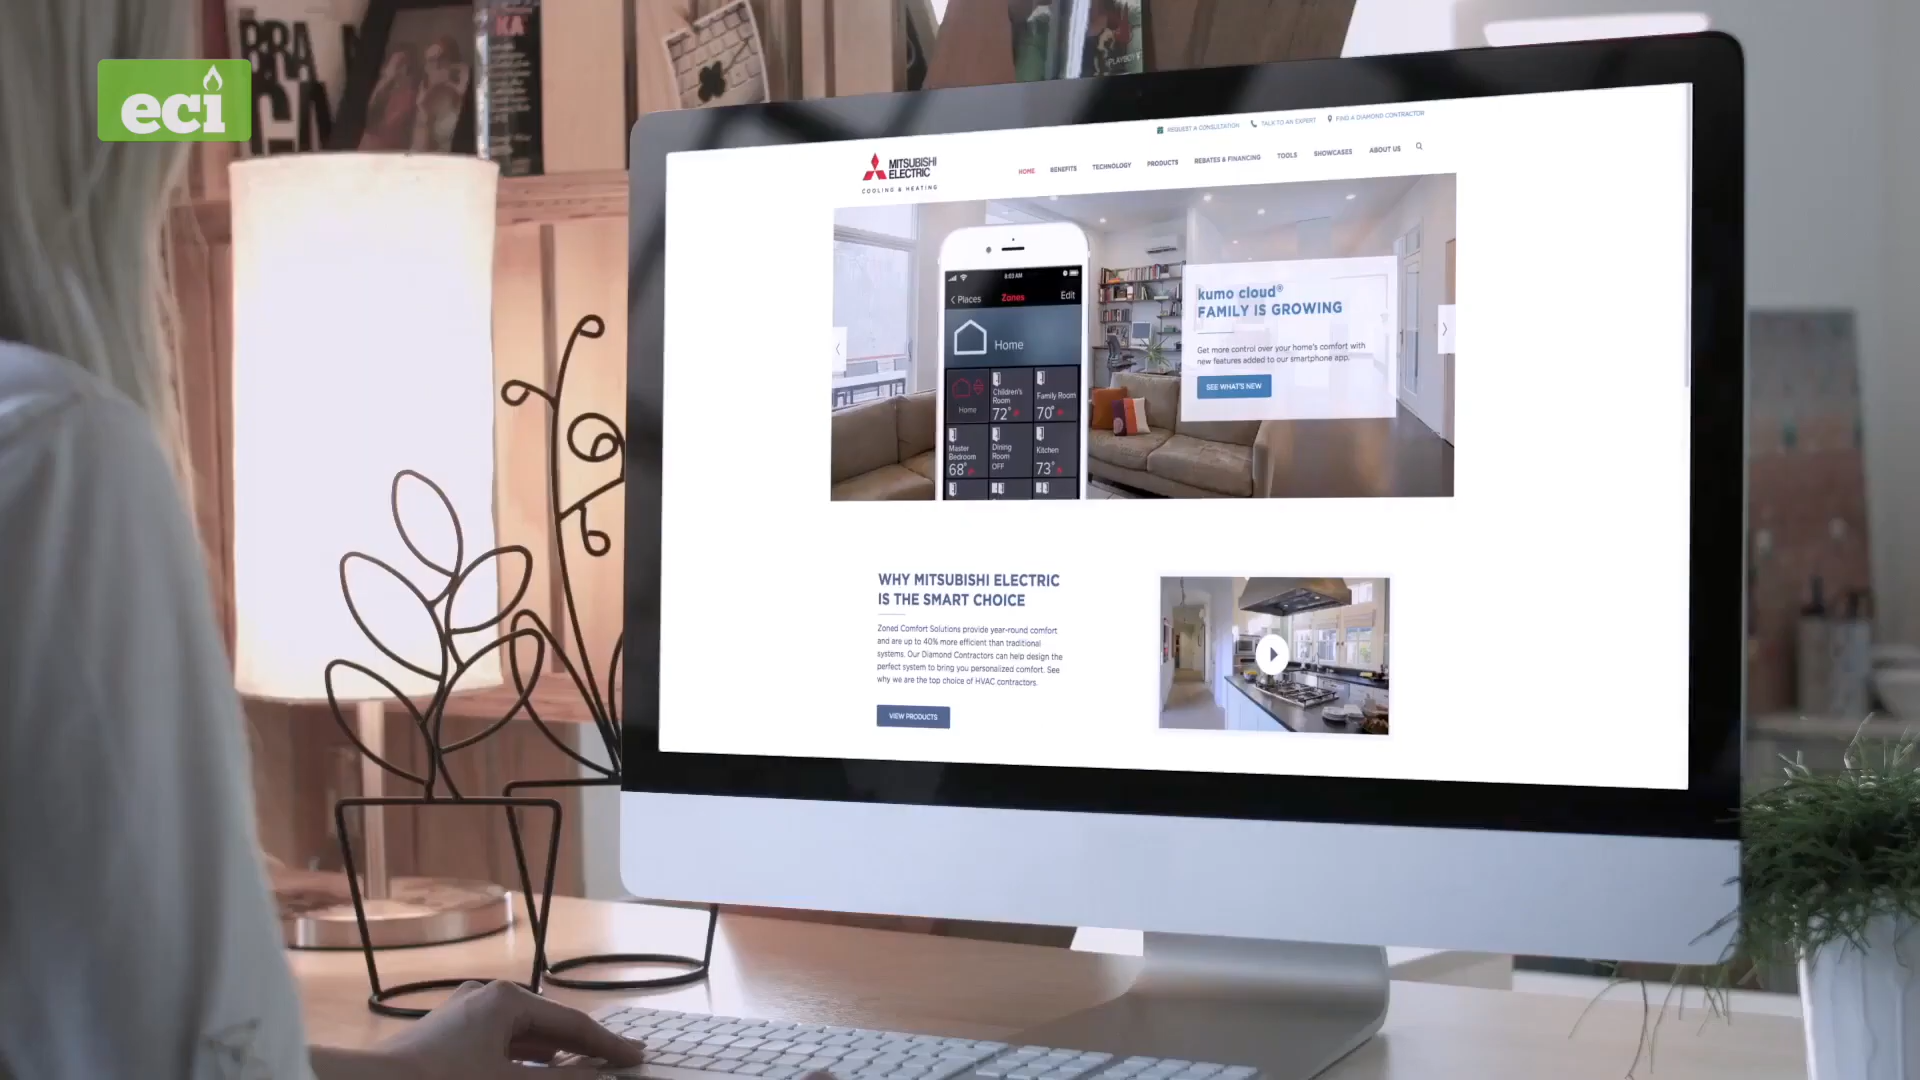 eci
BRA
KA
PLAYBOY
REQUEST A CONSULTATION TALK TO AN EXPERT FIND A DIAMOND CONTRACTOR
MITSUBISHI
ELECTRIC
COOLING & HEATING
HOME BENEFITS TECHNOLOGY PRODUCTS REBATES & FINANCING TOOLS SHOWCASES ABOUT US
8:03 AM
Places Zones Edit
Home
Home
Children's
Room
72°
Family Room
70°
Master
Bedroom
68°
Dining
Room
OFF
Kitchen
73°
kumo cloud®
FAMILY IS GROWING
Get more control over your home's comfort with
new features added to our smartphone app.
SEE WHAT'S NEW
WHY MITSUBISHI ELECTRIC
IS THE SMART CHOICE
Zoned Comfort Solutions provide year-round comfort
and are up to 40% more efficient than traditional
systems. Our Diamond Contractors can help design the
perfect system to bring you personalized comfort. See
why we are the top choice of HVAC contractors.
VIEW PRODUCTS